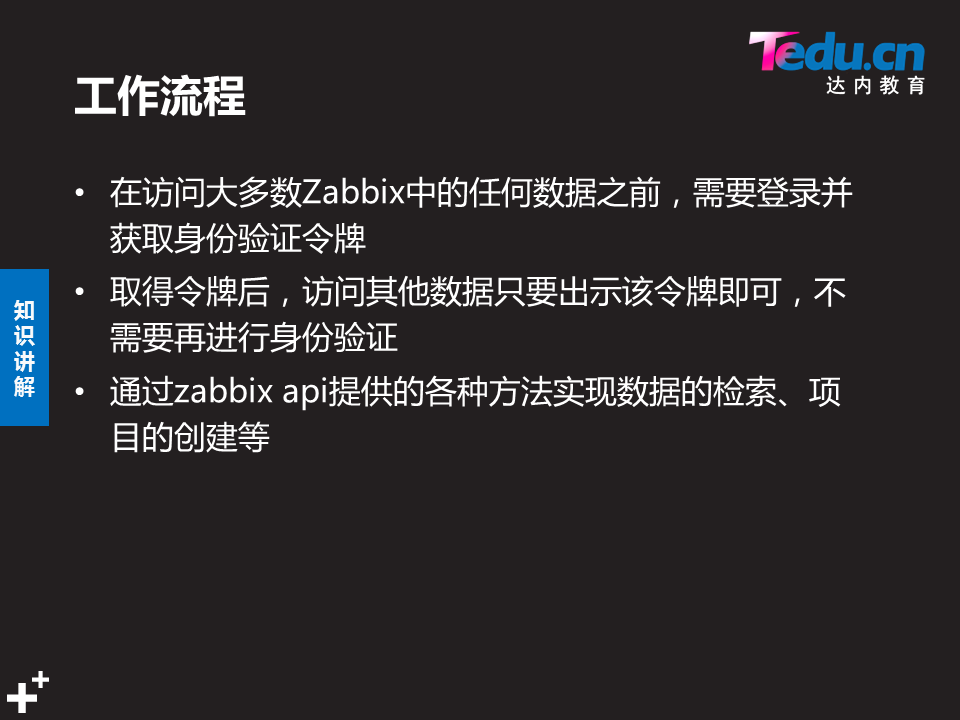 Tedu.cn
达内教育
工作流程
• 在访问大多数Zabbix中的任何数据之前，需要登录并
获取身份验证令牌
• 取得令牌后，访问其他数据只要出示该令牌即可，不
需要再进行身份验证
• 通过zabbix api提供的各种方法实现数据的检索、项
目的创建等
知
识
讲
解